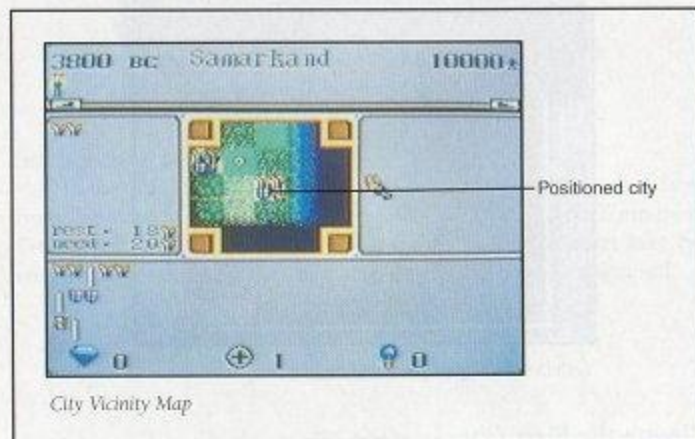 3800 BC Samarkand 10000
rest - 18
need - 20
Positioned city
0 1 0
City Vicinity Map